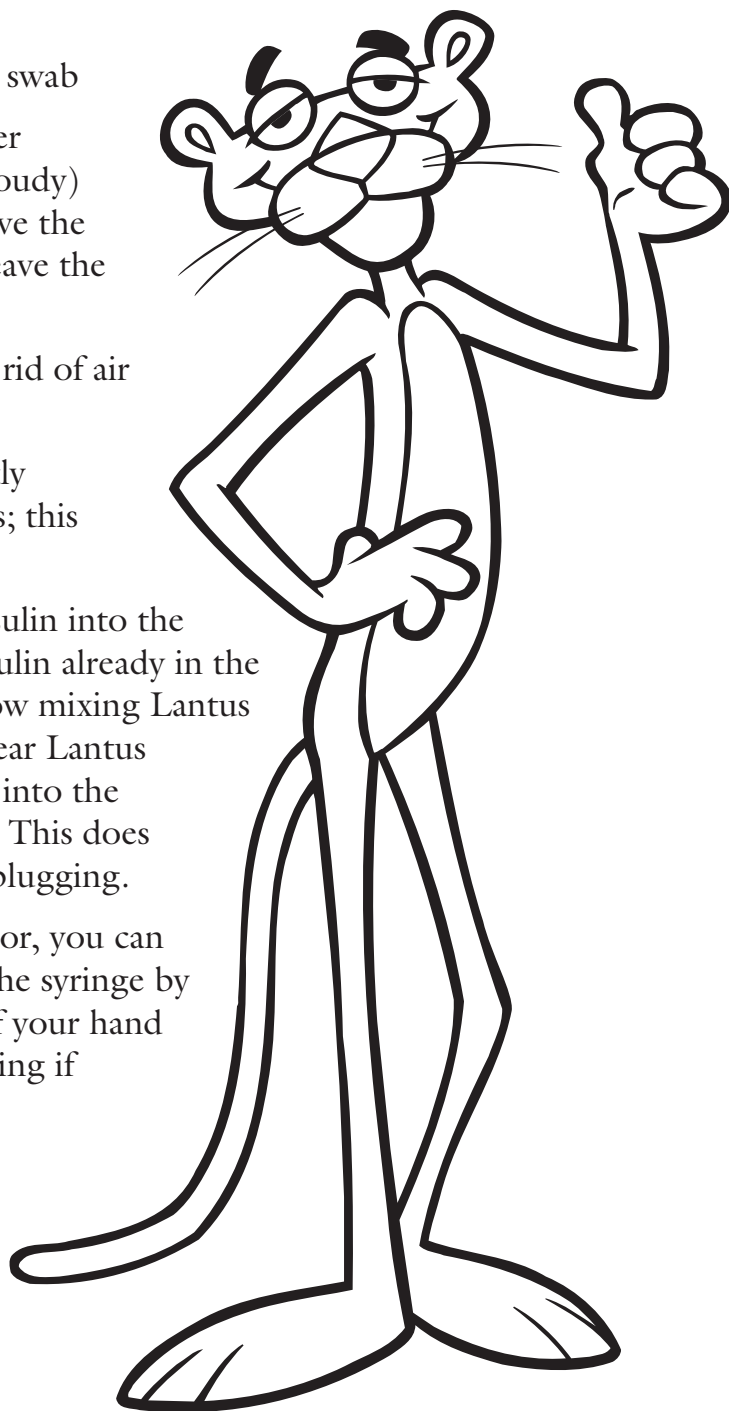 swab
er
oudy)
ve the
eave the
rid of air
ly
s; this
ulin into the
ulin already in the
ow mixing Lantus
ear Lantus
into the
This does
plugging.
or, you can
he syringe by
f your hand
ing if